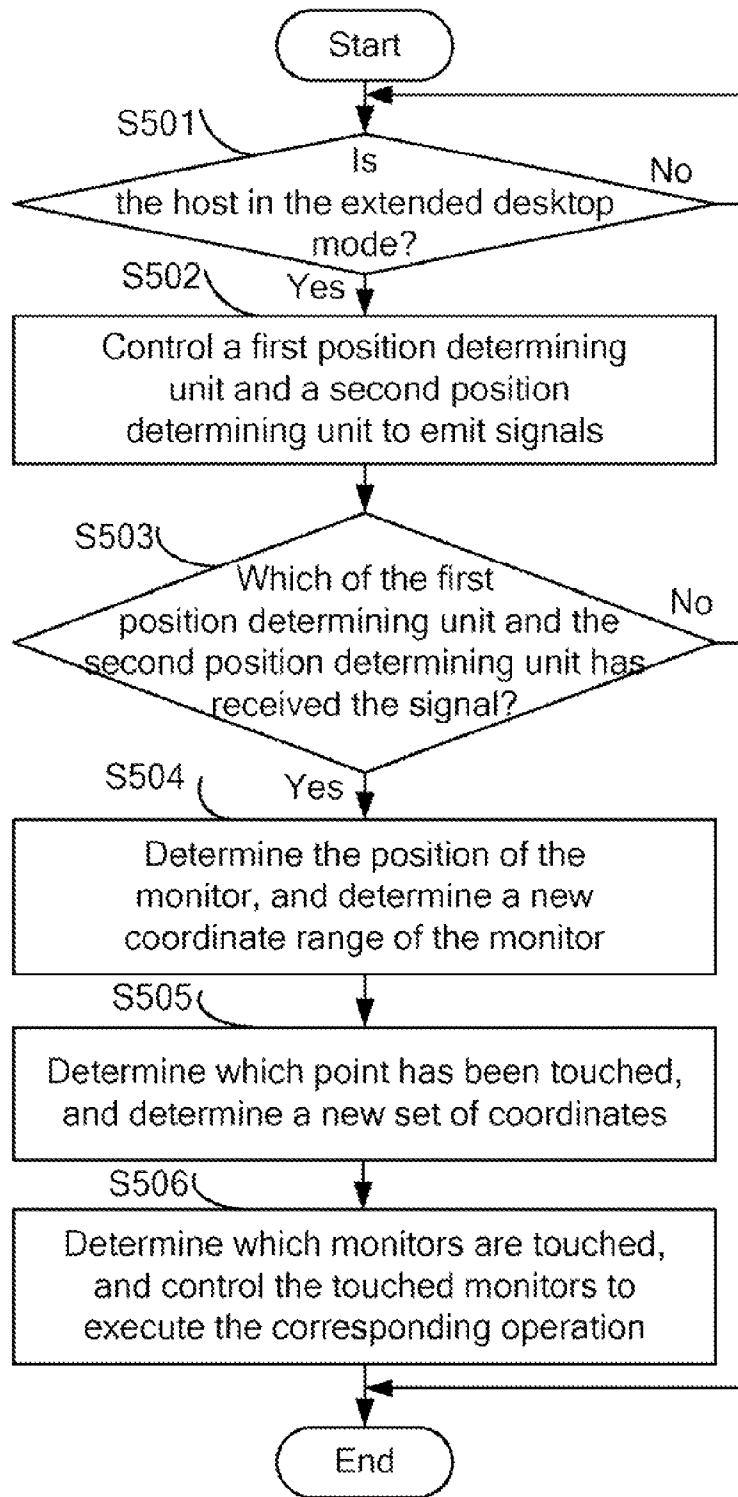 Start
S501
Is
the host in the extended desktop
mode?
No
S502
Yes
Control a first position determining
unit and a second position
determining unit to emit signals
S503
Which of the first
position determining unit and the
second position determining unit has
received the signal?
No
S504
Yes
Determine the position of the
monitor, and determine a new
coordinate range of the monitor
S505
Determine which point has been touched,
and determine a new set of coordinates
S506
Determine which monitors are touched,
and control the touched monitors to
execute the corresponding operation
End